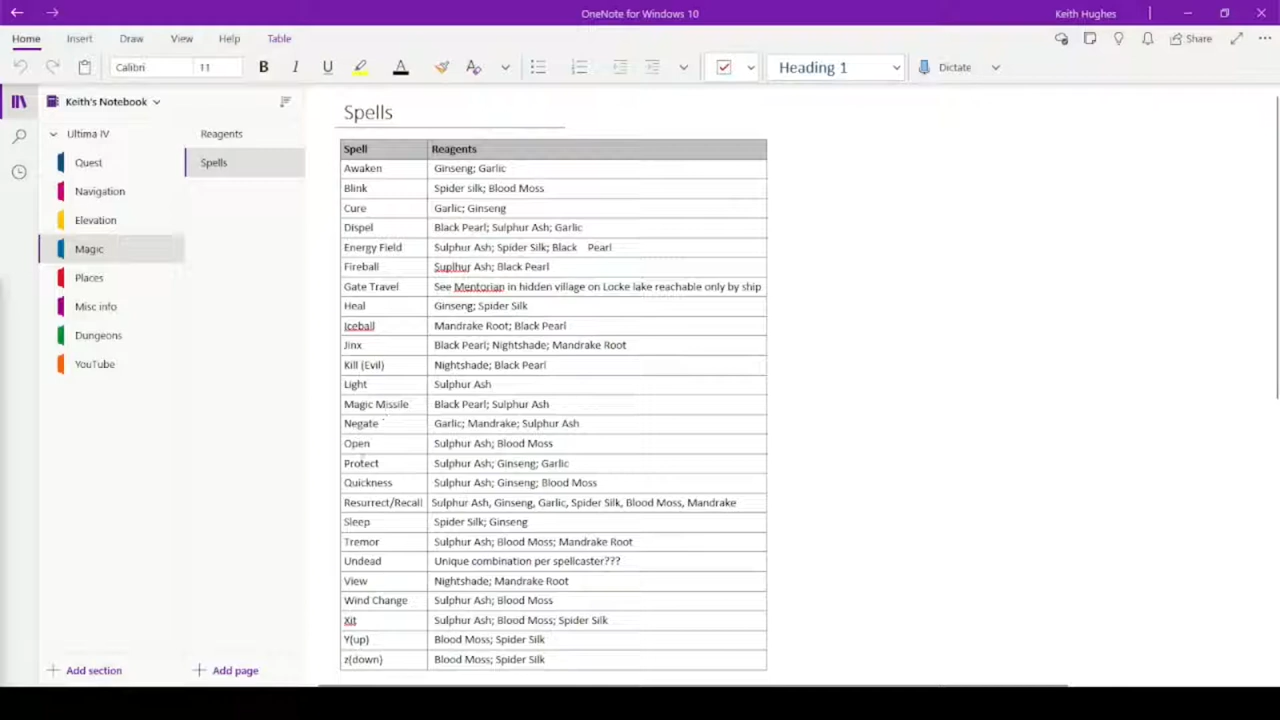 OneNote for Windows 10
Keith Hughes
Home Insert Draw View Help Table
Share
Calibri 11 B I U A Heading 1 Dictate
Keith's Notebook
Ultima IV
Quest
Navigation
Elevation
Magic
Places
Misc info
Dungeons
YouTube
Add section
Reagents
Spells
Add page
Spells
Spell Reagents
Awaken Ginseng; Garlic
Blink Spider silk; Blood Moss
Cure Garlic; Ginseng
Dispel Black Pearl; Sulphur Ash; Garlic
Energy Field Sulphur Ash; Spider Silk; Black Pearl
Fireball Suplhur Ash; Black Pearl
Gate Travel See Mentorian in hidden village on Locke lake reachable only by ship
Heal Ginseng; Spider Silk
Iceball Mandrake Root; Black Pearl
Jinx Black Pearl; Nightshade; Mandrake Root
Kill (Evil) Nightshade; Black Pearl
Light Sulphur Ash
Magic Missile Black Pearl; Sulphur Ash
Negate Garlic; Mandrake; Sulphur Ash
Open Sulphur Ash; Blood Moss
Protect Sulphur Ash; Ginseng; Garlic
Quickness Sulphur Ash; Ginseng; Blood Moss
Resurrect/Recall Sulphur Ash, Ginseng, Garlic, Spider Silk, Blood Moss, Mandrake
Sleep Spider Silk; Ginseng
Tremor Sulphur Ash; Blood Moss; Mandrake Root
Undead Unique combination per spellcaster???
View Nightshade; Mandrake Root
Wind Change Sulphur Ash; Blood Moss
Xit Sulphur Ash; Blood Moss; Spider Silk
Y(up) Blood Moss; Spider Silk
z(down) Blood Moss; Spider Silk